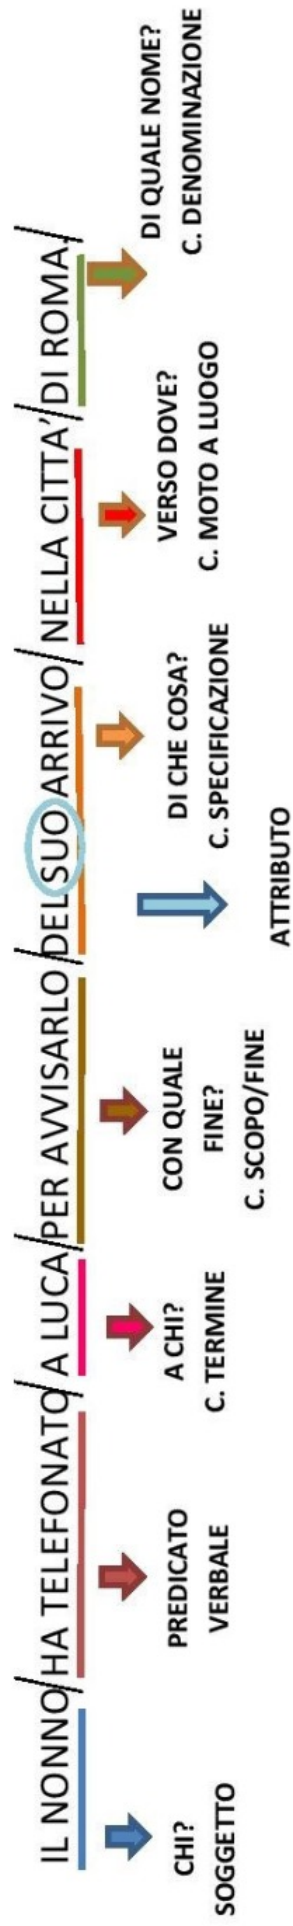 IL NONNO/ HA TELEFONATO/ A LUCA/ PER AVVISARLO/ DEL SUO ARRIVO/ NELLA CITTA'/ DI ROMA./
CHI?
SOGGETTO
PREDICATO
VERBALE
A CHI?
C. TERMINE
CON QUALE
FINE?
C. SCOPO/FINE
ATTRIBUTO
DI CHE COSA?
C. SPECIFICAZIONE
VERSO DOVE?
C. MOTO A LUOGO
DI QUALE NOME?
C. DENOMINAZIONE